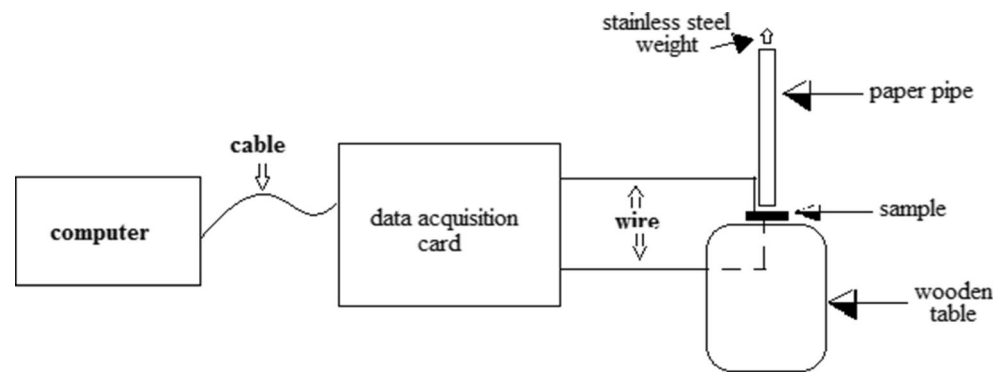 stainless steel
weight
paper pipe
cable
computer
data acquisition
card
wire
sample
wooden
table